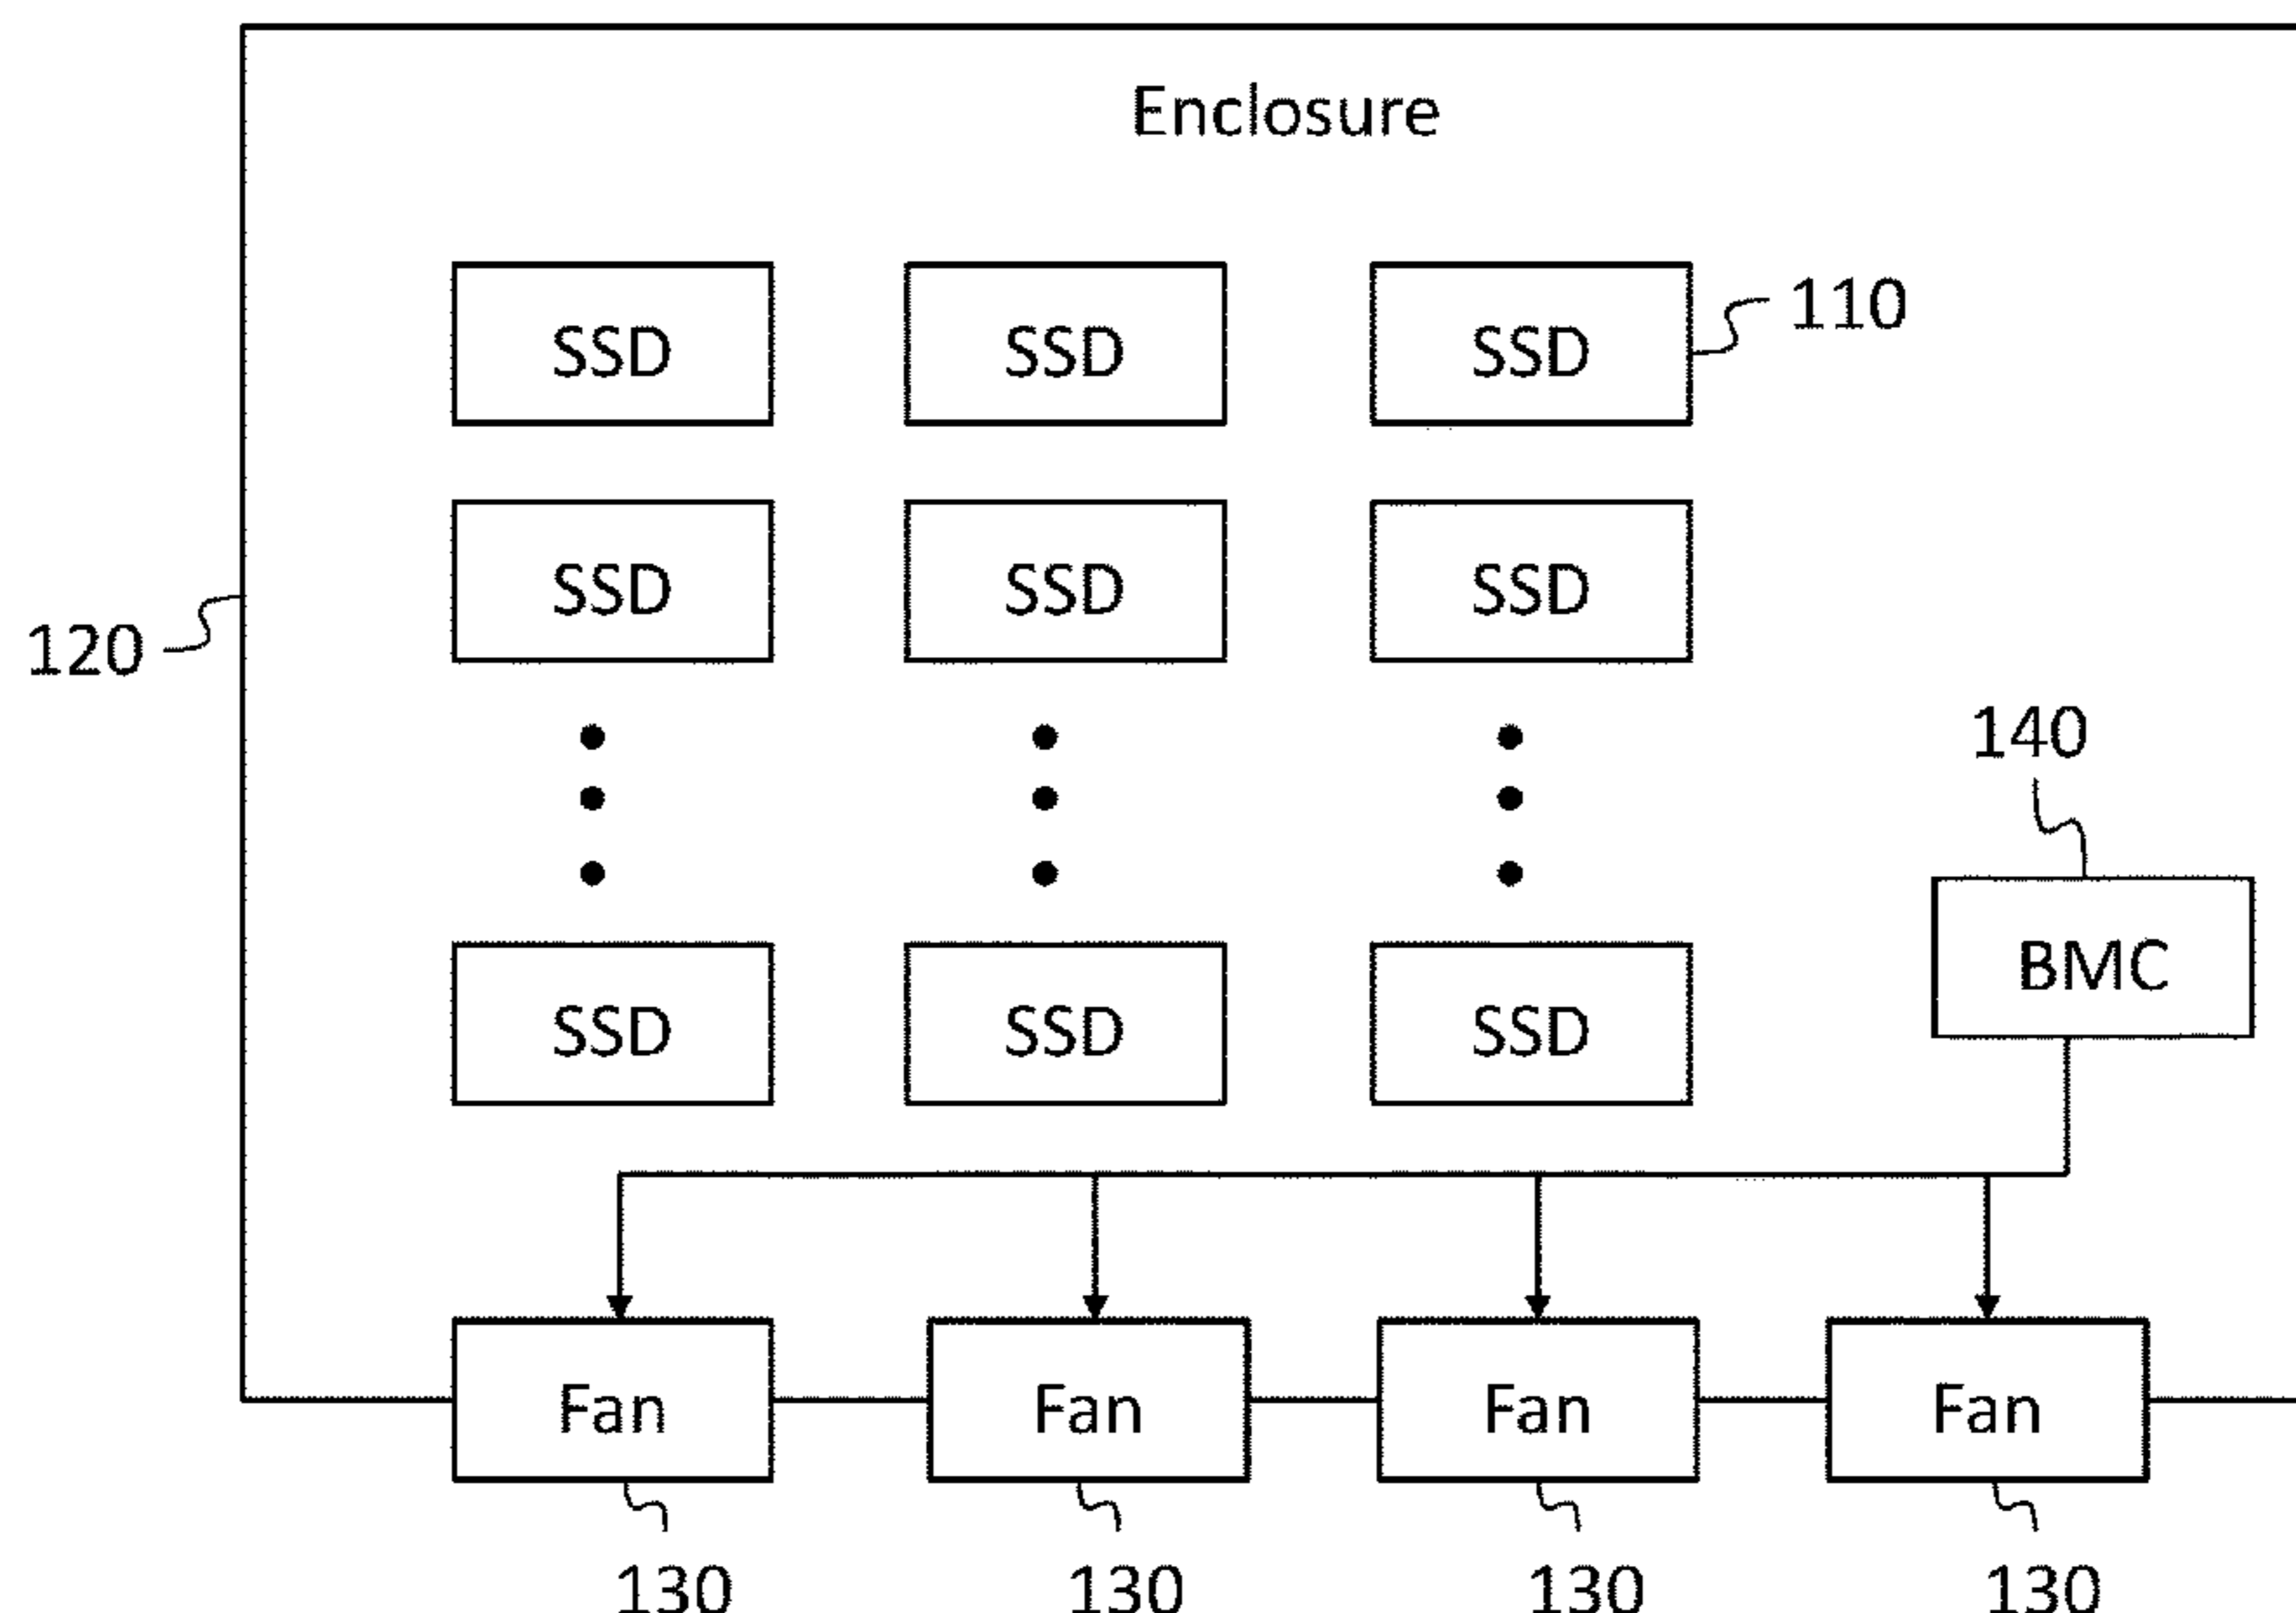 Enclosure
SSD SSD SSD 110
SSD SSD SSD
120
140
BMC
SSD SSD SSD
Fan Fan Fan Fan
130 130 130 130